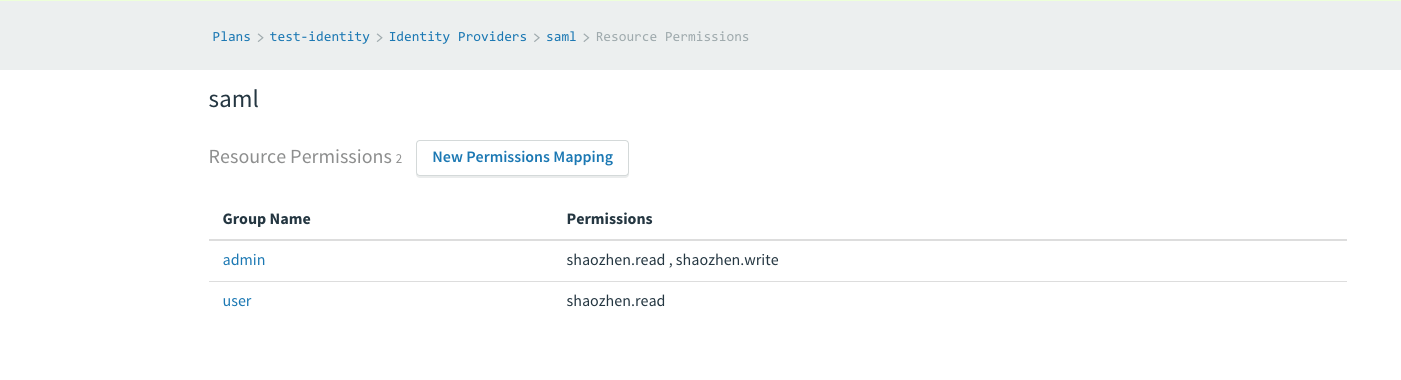 Plans > test-identity > Identity Providers > saml > Resource Permissions
saml
Resource Permissions 2 New Permissions Mapping
Group Name Permissions
admin shaozhen.read , shaozhen.write
user shaozhen.read